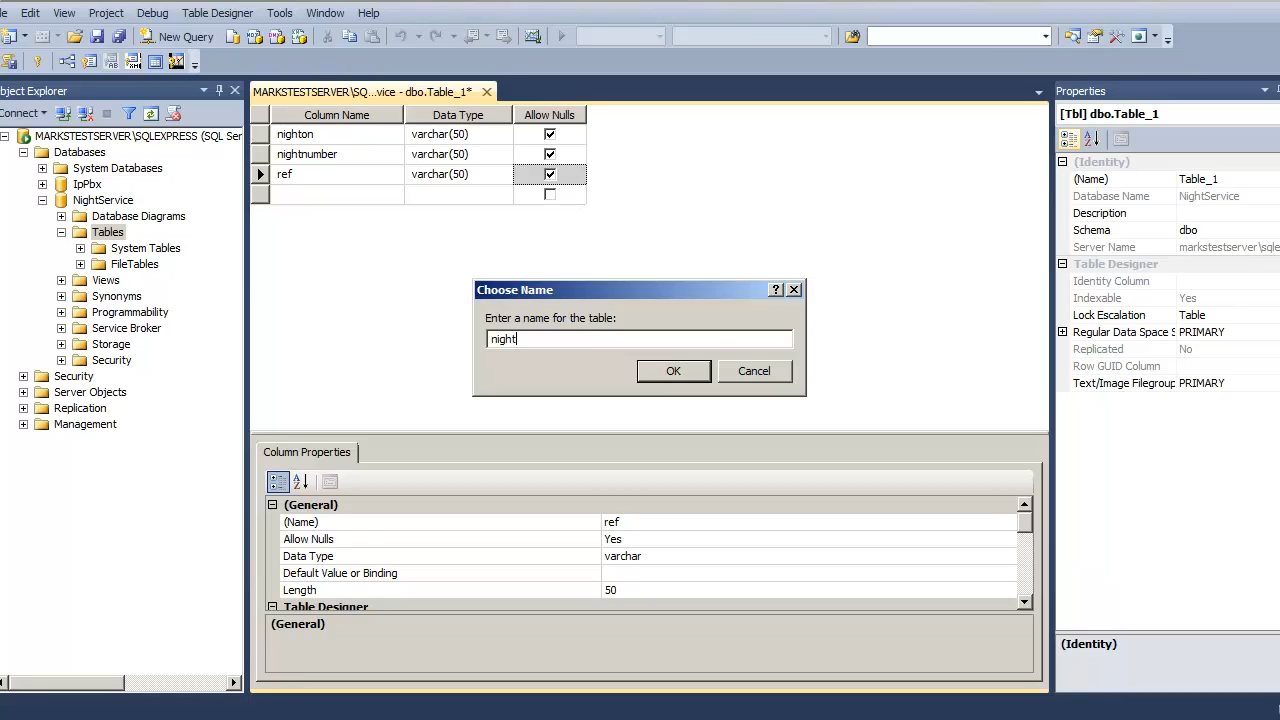 le Edit View Project Debug Table Designer Tools Window Help
New Query
bject Explorer
Connect
MARKSTESTSERVER\SQLEXPRESS (SQL Ser
Databases
System Databases
IpPbx
NightService
Database Diagrams
Tables
System Tables
FileTables
Views
Synonyms
Programmability
Service Broker
Storage
Security
Security
Server Objects
Replication
Management
MARKSTESTSERVER\SQ...vice - dbo.Table_1*
Column Name Data Type Allow Nulls
nighton varchar(50)
nightnumber varchar(50)
ref varchar(50)
Choose Name
Enter a name for the table:
night
OK Cancel
Column Properties
(General)
(Name) ref
Allow Nulls Yes
Data Type varchar
Default Value or Binding
Length 50
Table Designer
(General)
Properties
[Tbl] dbo.Table_1
(Identity)
(Name) Table_1
Database Name NightService
Description
Schema dbo
Server Name markstestserver\sqle
Table Designer
Identity Column
Indexable Yes
Lock Escalation Table
Regular Data Space S PRIMARY
Replicated No
Row GUID Column
Text/Image Filegroup PRIMARY
(Identity)